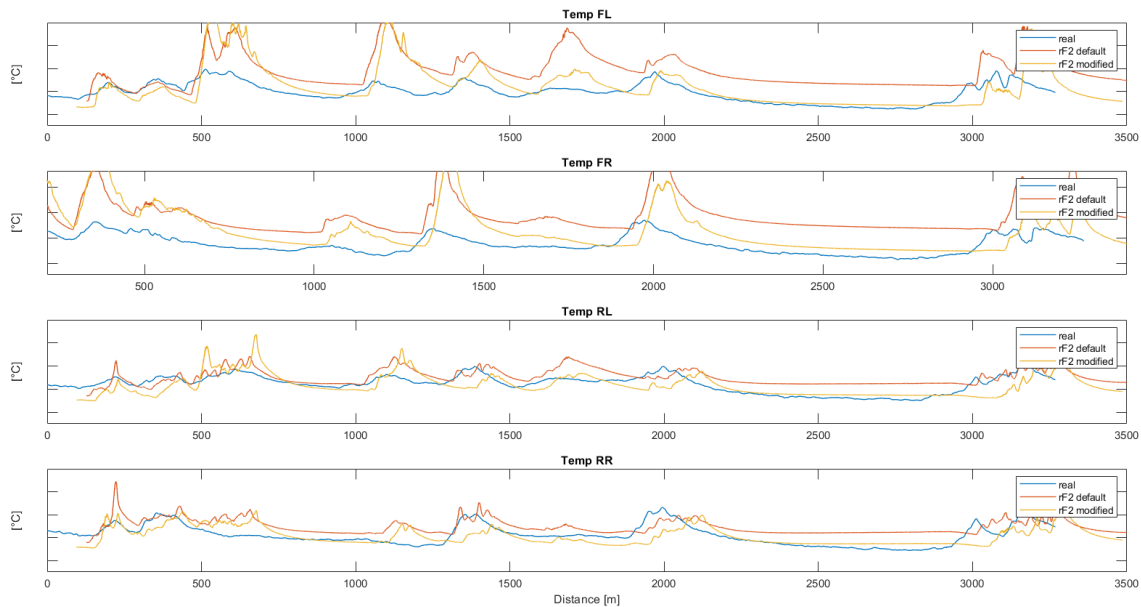 Temp FL
[°C]
real
rF2 default
rF2 modified
0 500 1000 1500 2000 2500 3000 3500
Temp FR
[°C]
real
rF2 default
rF2 modified
500 1000 1500 2000 2500 3000
Temp RL
[°C]
real
rF2 default
rF2 modified
0 500 1000 1500 2000 2500 3000 3500
Temp RR
[°C]
real
rF2 default
rF2 modified
0 500 1000 1500 2000 2500 3000 3500
Distance [m]